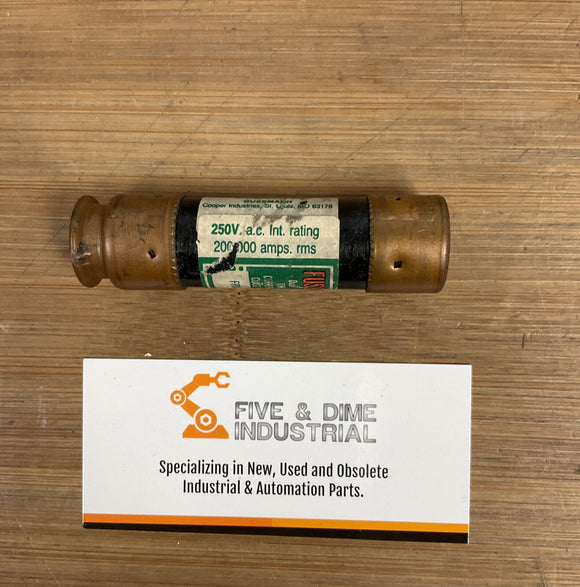 BUSSMANN
Cooper Industries, St. Louis, MO 63178
250V. a.c. Int. rating
200,000 amps. rms
FUS
FIVE & DIME
INDUSTRIAL
Specializing in New, Used and Obsolete
Industrial & Automation Parts.